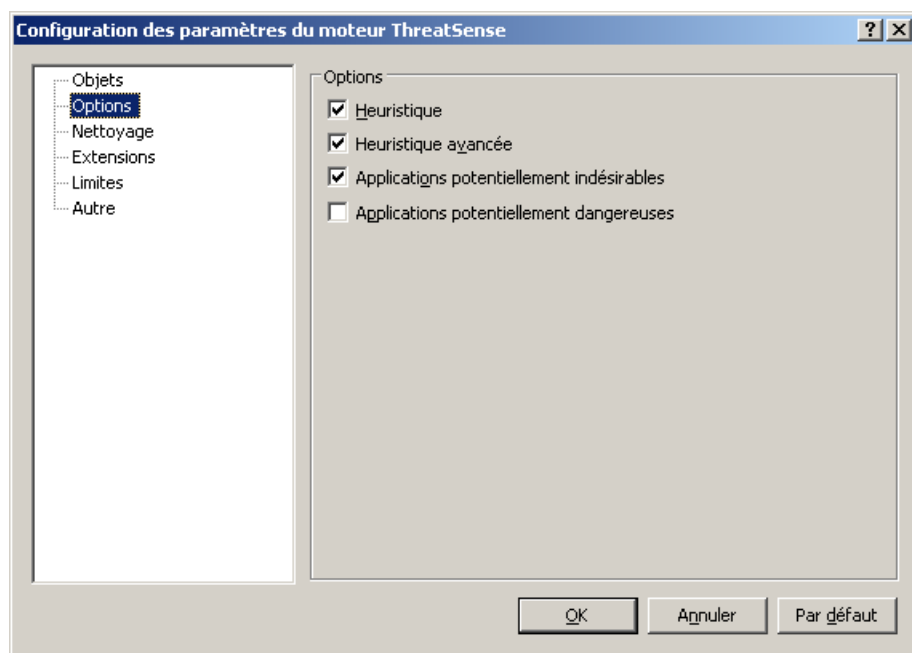 Configuration des paramètres du moteur ThreatSense
Objets
Options
Nettoyage
Extensions
Limites
Autre
Options
Heuristique
Heuristique avancée
Applications potentiellement indésirables
Applications potentiellement dangereuses
OK
Annuler
Par défaut